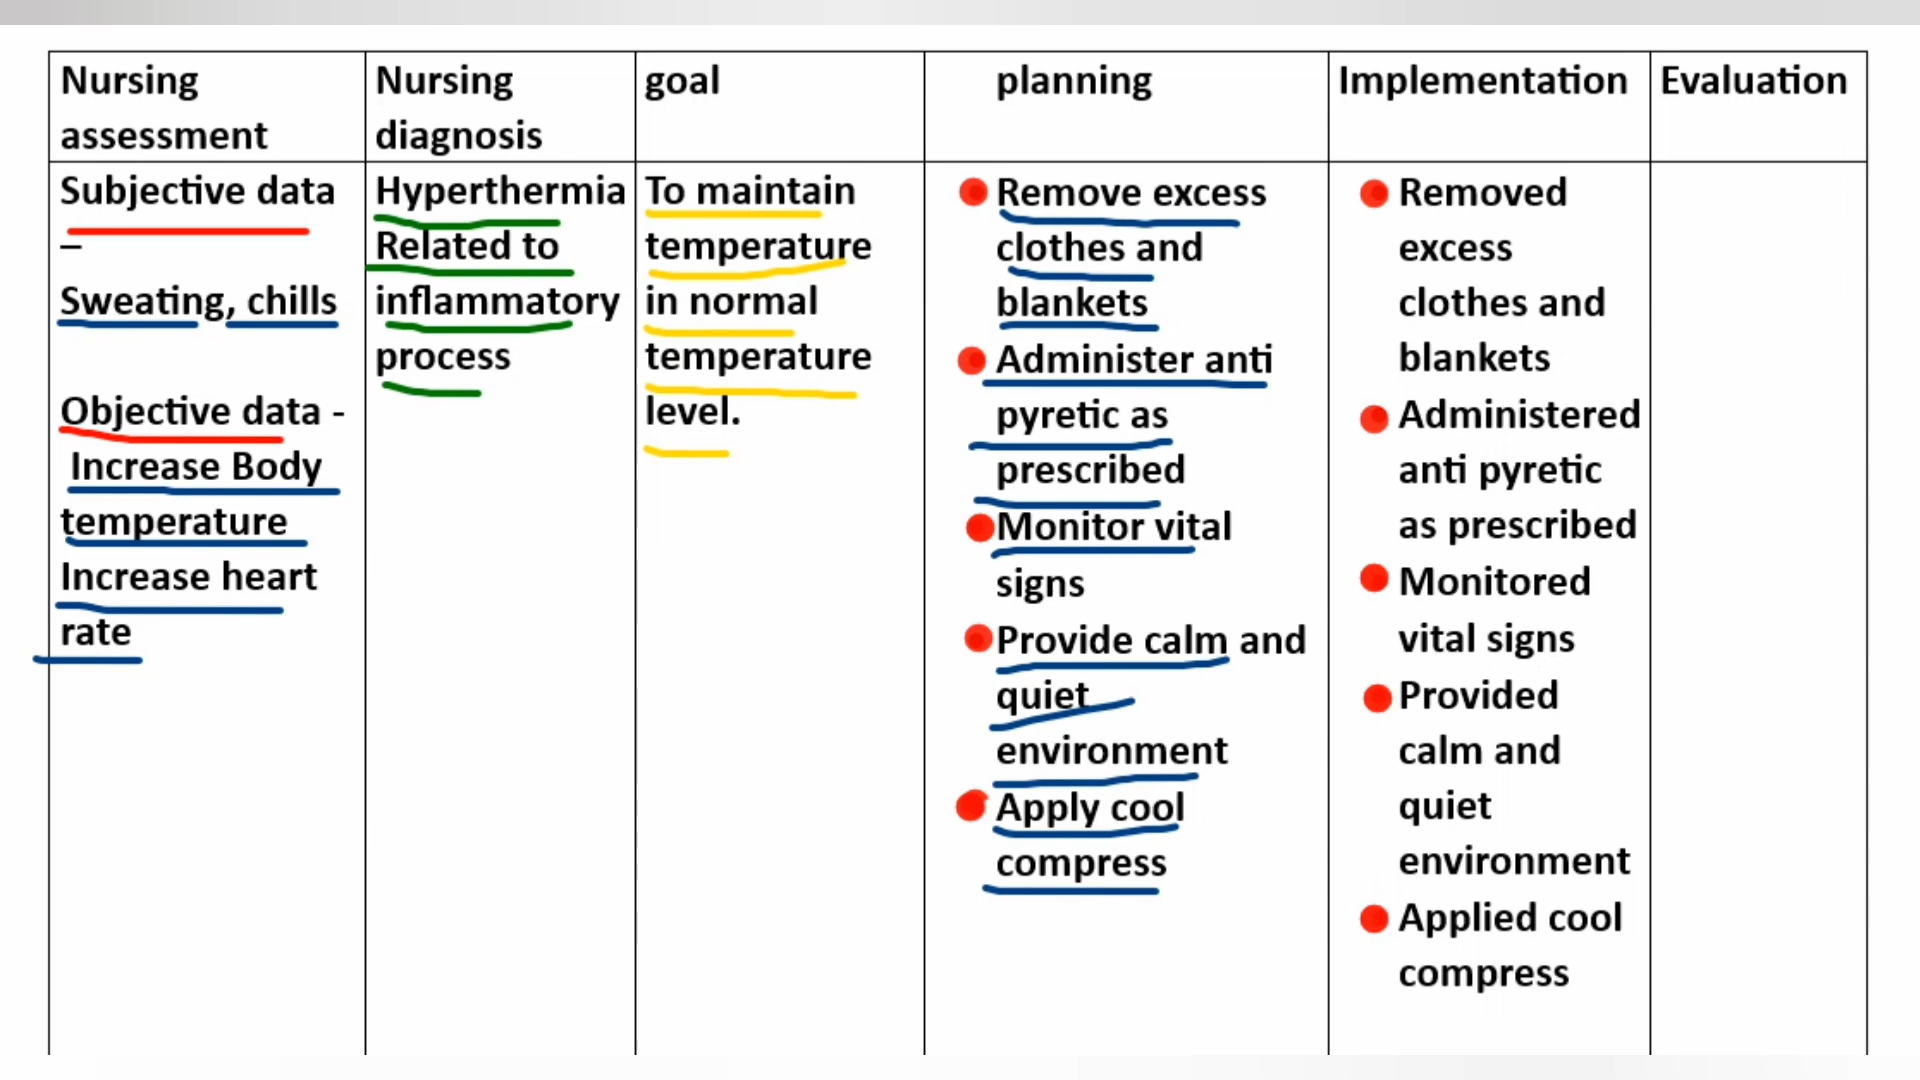 Nursing
assessment
Nursing
diagnosis
goal
planning
Implementation
Evaluation
Subjective data
–
Sweating, chills
Objective data -
Increase Body
temperature
Increase heart
rate
Hyperthermia
Related to
inflammatory
process
To maintain
temperature
in normal
temperature
level.
Remove excess
clothes and
blankets
Administer anti
pyretic as
prescribed
Monitor vital
signs
Provide calm and
quiet
environment
Apply cool
compress
Removed
excess
clothes and
blankets
Administered
anti pyretic
as prescribed
Monitored
vital signs
Provided
calm and
quiet
environment
Applied cool
compress